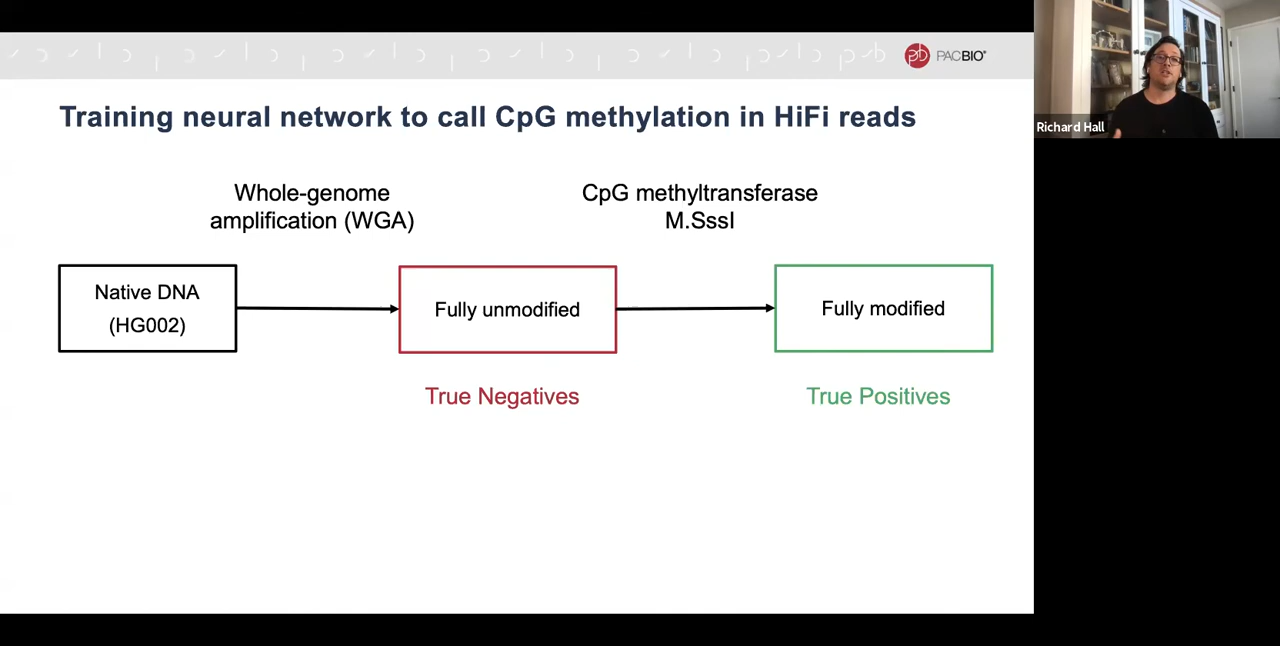 PACBIO®
Training neural network to call CpG methylation in HiFi reads
Whole-genome
amplification (WGA)
CpG methyltransferase
M.SssI
Native DNA
(HG002)
Fully unmodified
Fully modified
True Negatives
True Positives
Richard Hall